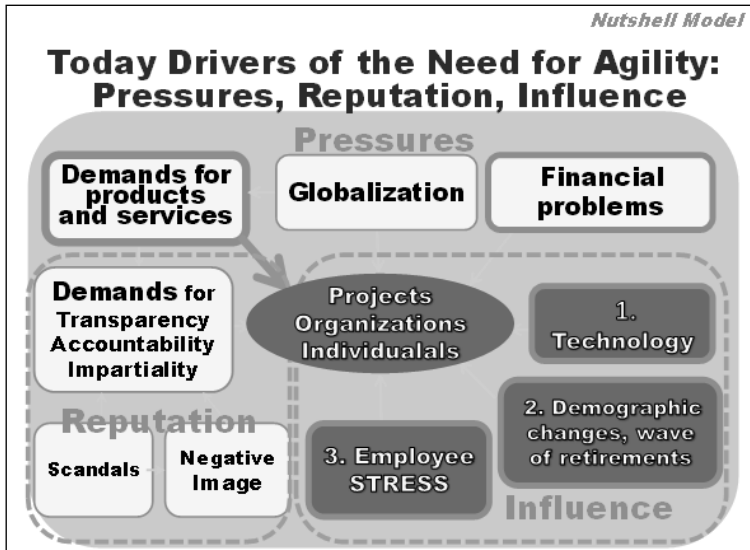 Nutshell Model
Today Drivers of the Need for Agility:
Pressures, Reputation, Influence
Pressures
Demands for
products
and services
Globalization
Financial
problems
Demands for
Transparency
Accountability
Impartiality
Projects
Organizations
Individualals
1.
Technology
Reputation
Scandals
Negative
Image
3. Employee
STRESS
2. Demographic
changes, wave
of retirements
Influence